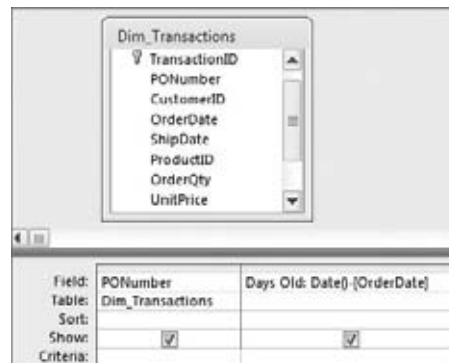 Dim_Transactions
TransactionID
PONumber
CustomerID
OrderDate
ShipDate
ProductID
OrderQty
UnitPrice
Field: PONumber Days Old: Date()-[OrderDate]
Table: Dim_Transactions
Sort:
Show:
Criteria: